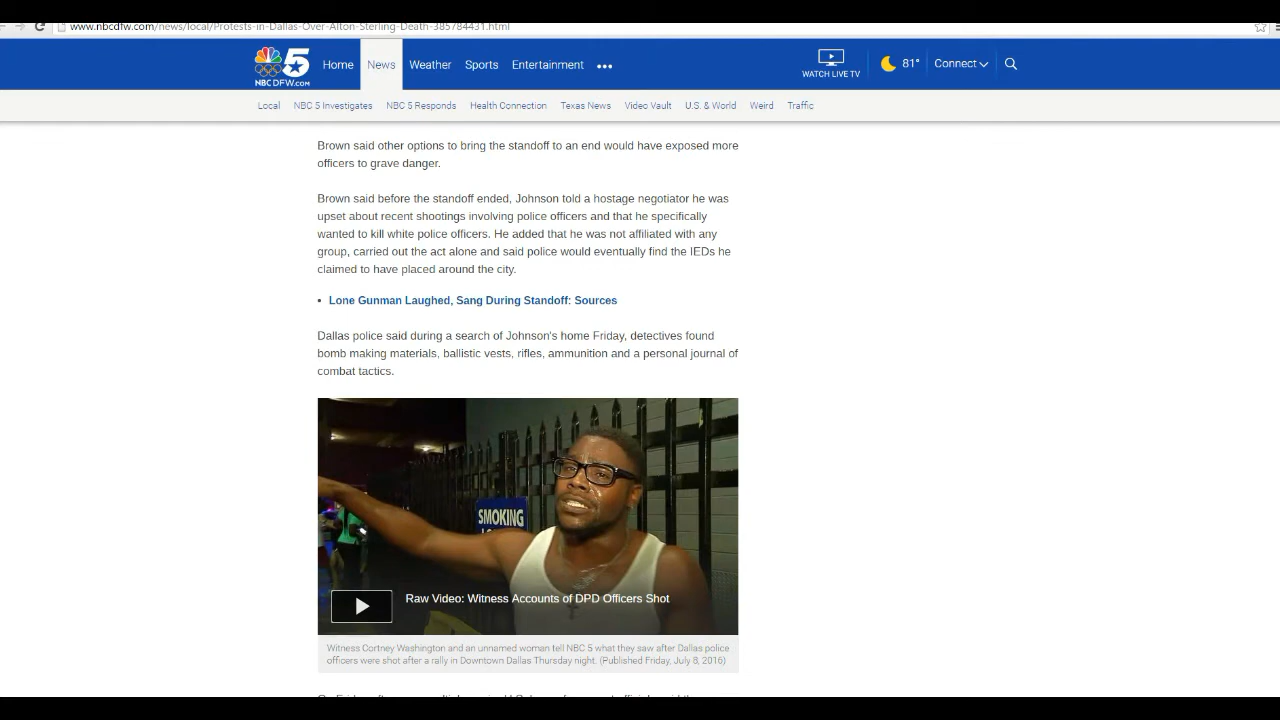 www.nbcdfw.com/news/local/Protests-in-Dallas-Over-Alton-Sterling-Death-385784431.html
5
NBC DFW.COM
Home News Weather Sports Entertainment •••
WATCH LIVE TV
81°
Connect
Local NBC 5 Investigates NBC 5 Responds Health Connection Texas News Video Vault U.S. & World Weird Traffic
Brown said other options to bring the standoff to an end would have exposed more
officers to grave danger.
Brown said before the standoff ended, Johnson told a hostage negotiator he was
upset about recent shootings involving police officers and that he specifically
wanted to kill white police officers. He added that he was not affiliated with any
group, carried out the act alone and said police would eventually find the IEDs he
claimed to have placed around the city.
• Lone Gunman Laughed, Sang During Standoff: Sources
Dallas police said during a search of Johnson's home Friday, detectives found
bomb making materials, ballistic vests, rifles, ammunition and a personal journal of
combat tactics.
SMOKING
Raw Video: Witness Accounts of DPD Officers Shot
Witness Cortney Washington and an unnamed woman tell NBC 5 what they saw after Dallas police
officers were shot after a rally in Downtown Dallas Thursday night. (Published Friday, July 8, 2016)